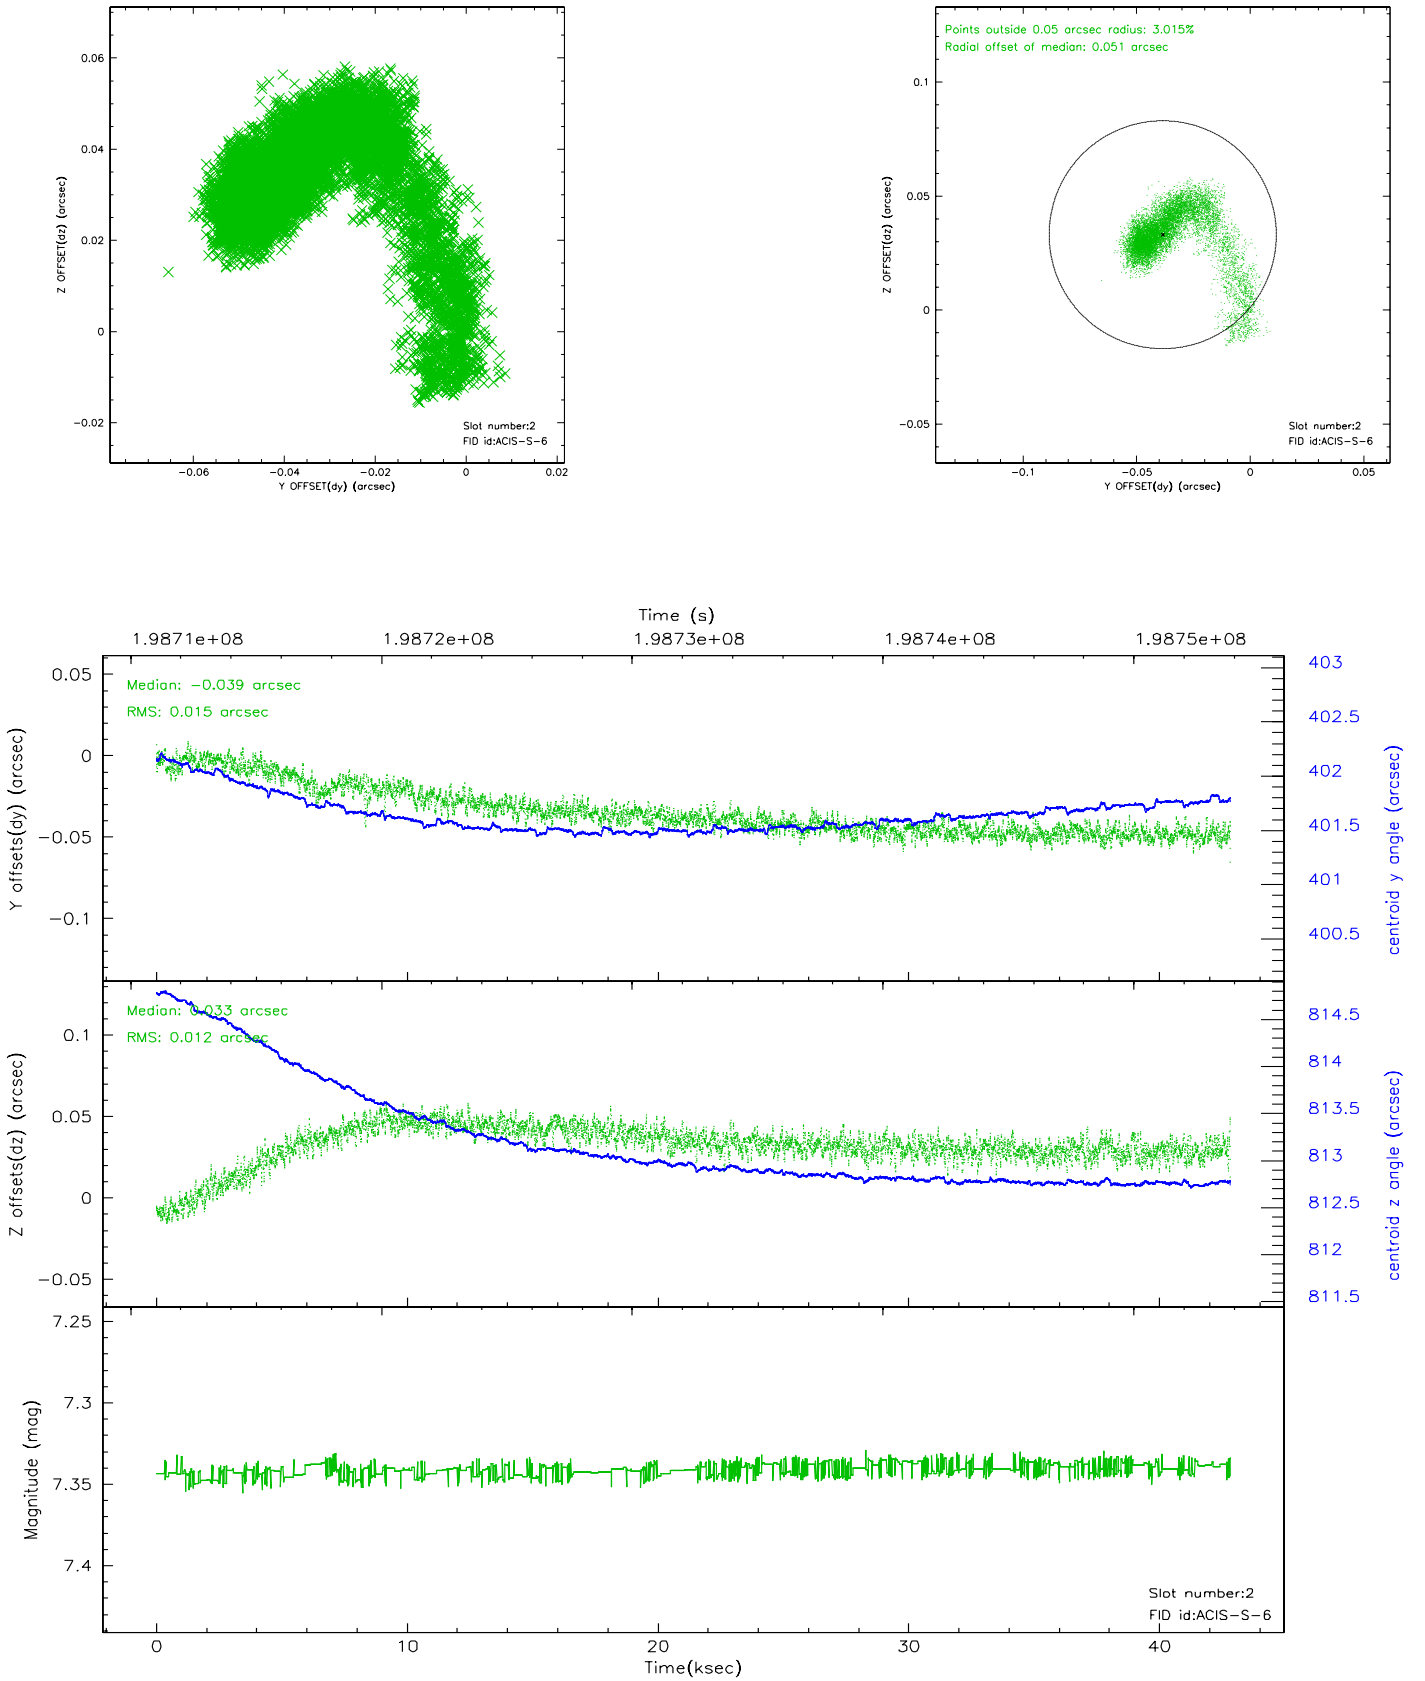 0.06
0.04
0.02
0
−0.02
Z OFFSET(dz) (arcsec)
Slot number:2
FID id:ACIS−S−6
−0.06 −0.04 −0.02 0 0.02
Y OFFSET(dy) (arcsec)
Points outside 0.05 arcsec radius: 3.015%
Radial offset of median: 0.051 arcsec
0.1
0.05
0
−0.05
Z OFFSET(dz) (arcsec)
Slot number:2
FID id:ACIS−S−6
−0.1 −0.05 0 0.05
Y OFFSET(dy) (arcsec)
Time (s)
1.9871e+08 1.9872e+08 1.9873e+08 1.9874e+08 1.9875e+08
0.05
0
−0.05
−0.1
Y offsets(dy) (arcsec)
Median: −0.039 arcsec
RMS: 0.015 arcsec
403
402.5
402
401.5
401
400.5
centroid y angle (arcsec)
0.1
0.05
0
−0.05
Z offsets(dz) (arcsec)
Median: 0.033 arcsec
RMS: 0.012 arcsec
814.5
814
813.5
813
812.5
812
811.5
centroid z angle (arcsec)
7.25
7.3
7.35
7.4
Magnitude (mag)
Slot number:2
FID id:ACIS−S−6
0 10 20 30 40
Time(ksec)